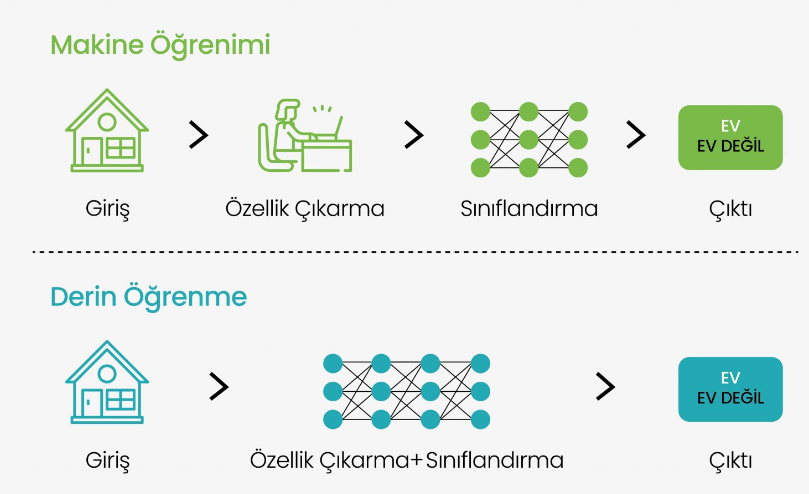 Makine Öğrenimi
EV
EV DEĞİL
Giriş
Özellik Çıkarma
Sınıflandırma
Çıktı
Derin Öğrenme
EV
EV DEĞİL
Giriş
Özellik Çıkarma+Sınıflandırma
Çıktı